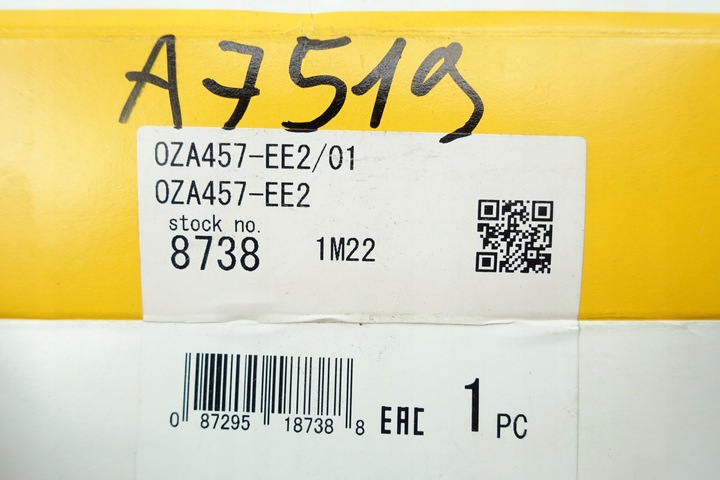 A7519
OZA457-EE2/01
OZA457-EE2
stock no.
8738 1M22
0 87295 18738 8 EAC 1 PC